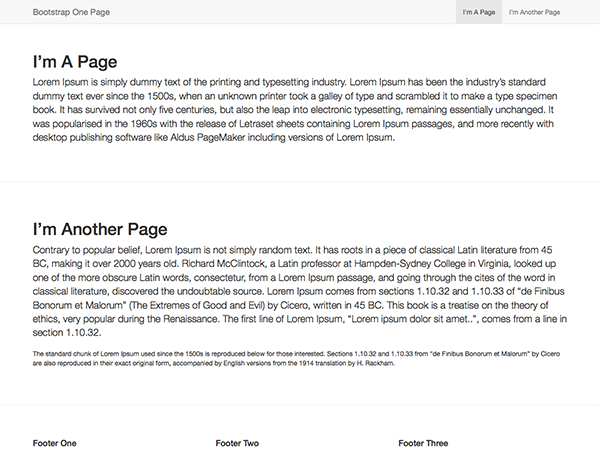 Bootstrap One Page
I'm A Page
I'm Another Page
I'm A Page
Lorem Ipsum is simply dummy text of the printing and typesetting industry. Lorem Ipsum has been the industry's standard
dummy text ever since the 1500s, when an unknown printer took a galley of type and scrambled it to make a type specimen
book. It has survived not only five centuries, but also the leap into electronic typesetting, remaining essentially unchanged. It
was popularised in the 1960s with the release of Letraset sheets containing Lorem Ipsum passages, and more recently with
desktop publishing software like Aldus PageMaker including versions of Lorem Ipsum.
I'm Another Page
Contrary to popular belief, Lorem Ipsum is not simply random text. It has roots in a piece of classical Latin literature from 45
BC, making it over 2000 years old. Richard McClintock, a Latin professor at Hampden-Sydney College in Virginia, looked up
one of the more obscure Latin words, consectetur, from a Lorem Ipsum passage, and going through the cites of the word in
classical literature, discovered the undoubtable source. Lorem Ipsum comes from sections 1.10.32 and 1.10.33 of "de Finibus
Bonorum et Malorum" (The Extremes of Good and Evil) by Cicero, written in 45 BC. This book is a treatise on the theory of
ethics, very popular during the Renaissance. The first line of Lorem Ipsum, "Lorem ipsum dolor sit amet..", comes from a line in
section 1.10.32.
The standard chunk of Lorem Ipsum used since the 1500s is reproduced below for those interested. Sections 1.10.32 and 1.10.33 from "de Finibus Bonorum et Malorum" by Cicero
are also reproduced in their exact original form, accompanied by English versions from the 1914 translation by H. Rackham.
Footer One
Footer Two
Footer Three